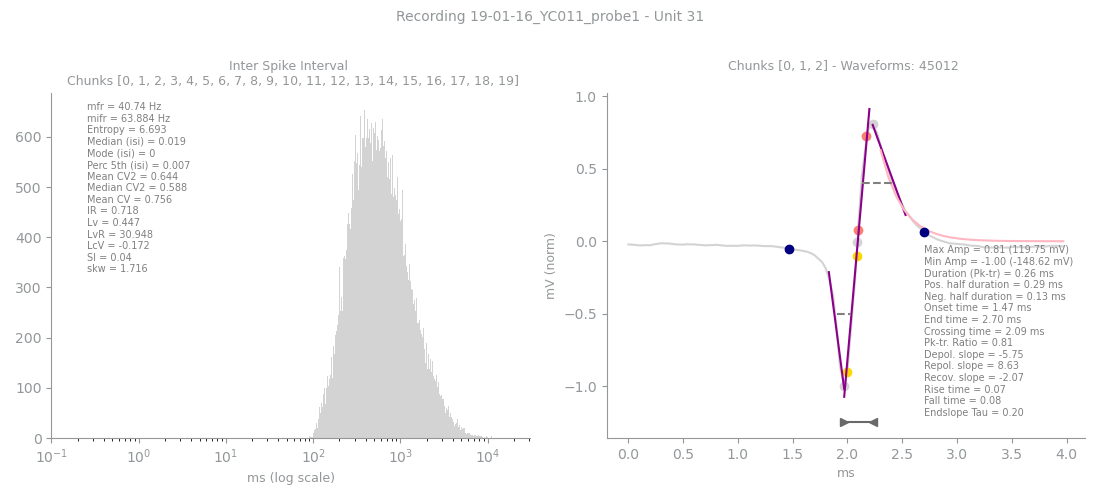 Recording 19-01-16_YC011_probe1 - Unit 31
Inter Spike Interval
Chunks [0, 1, 2, 3, 4, 5, 6, 7, 8, 9, 10, 11, 12, 13, 14, 15, 16, 17, 18, 19]
mfr = 40.74 Hz
mifr = 63.884 Hz
Entropy = 6.693
Median (isi) = 0.019
Mode (isi) = 0
Perc 5th (isi) = 0.007
Mean CV2 = 0.644
Median CV2 = 0.588
Mean CV = 0.756
IR = 0.718
Lv = 0.447
LvR = 30.948
LcV = -0.172
SI = 0.04
skw = 1.716
600
500
400
300
200
100
0
10⁻¹ 10⁰ 10¹ 10² 10³ 10⁴
ms (log scale)
Chunks [0, 1, 2] - Waveforms: 45012
mV (norm)
1.0
0.5
0.0
−0.5
−1.0
Max Amp = 0.81 (119.75 mV)
Min Amp = -1.00 (-148.62 mV)
Duration (Pk-tr) = 0.26 ms
Pos. half duration = 0.29 ms
Neg. half duration = 0.13 ms
Onset time = 1.47 ms
End time = 2.70 ms
Crossing time = 2.09 ms
Pk-tr. Ratio = 0.81
Depol. slope = -5.75
Repol. slope = 8.63
Recov. slope = -2.07
Rise time = 0.07
Fall time = 0.08
Endslope Tau = 0.20
0.0 0.5 1.0 1.5 2.0 2.5 3.0 3.5 4.0
ms